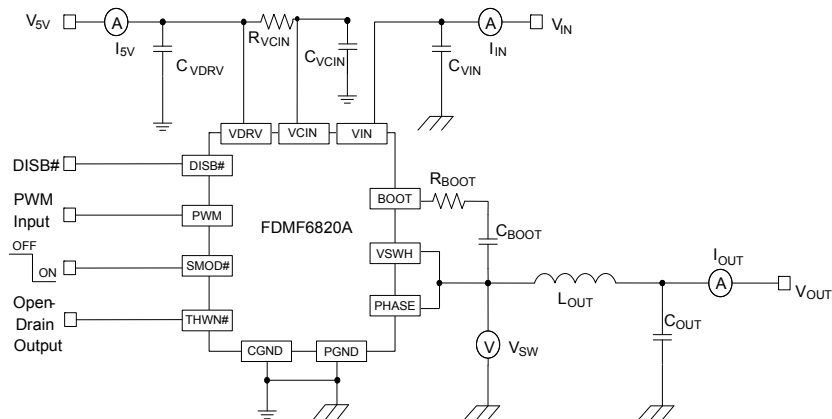 V5V
A
I5V
CVDRV
RVCIN
CVCIN
A
IIN
VIN
CVIN
VDRV
VCIN
VIN
DISB#
DISB#
PWM
Input
PWM
OFF
ON
SMOD#
Open-
Drain
Output
THWN#
FDMF6820A
BOOT
RBOOT
CBOOT
VSWH
PHASE
LOUT
IOUT
A
VOUT
COUT
V
VSW
CGND
PGND